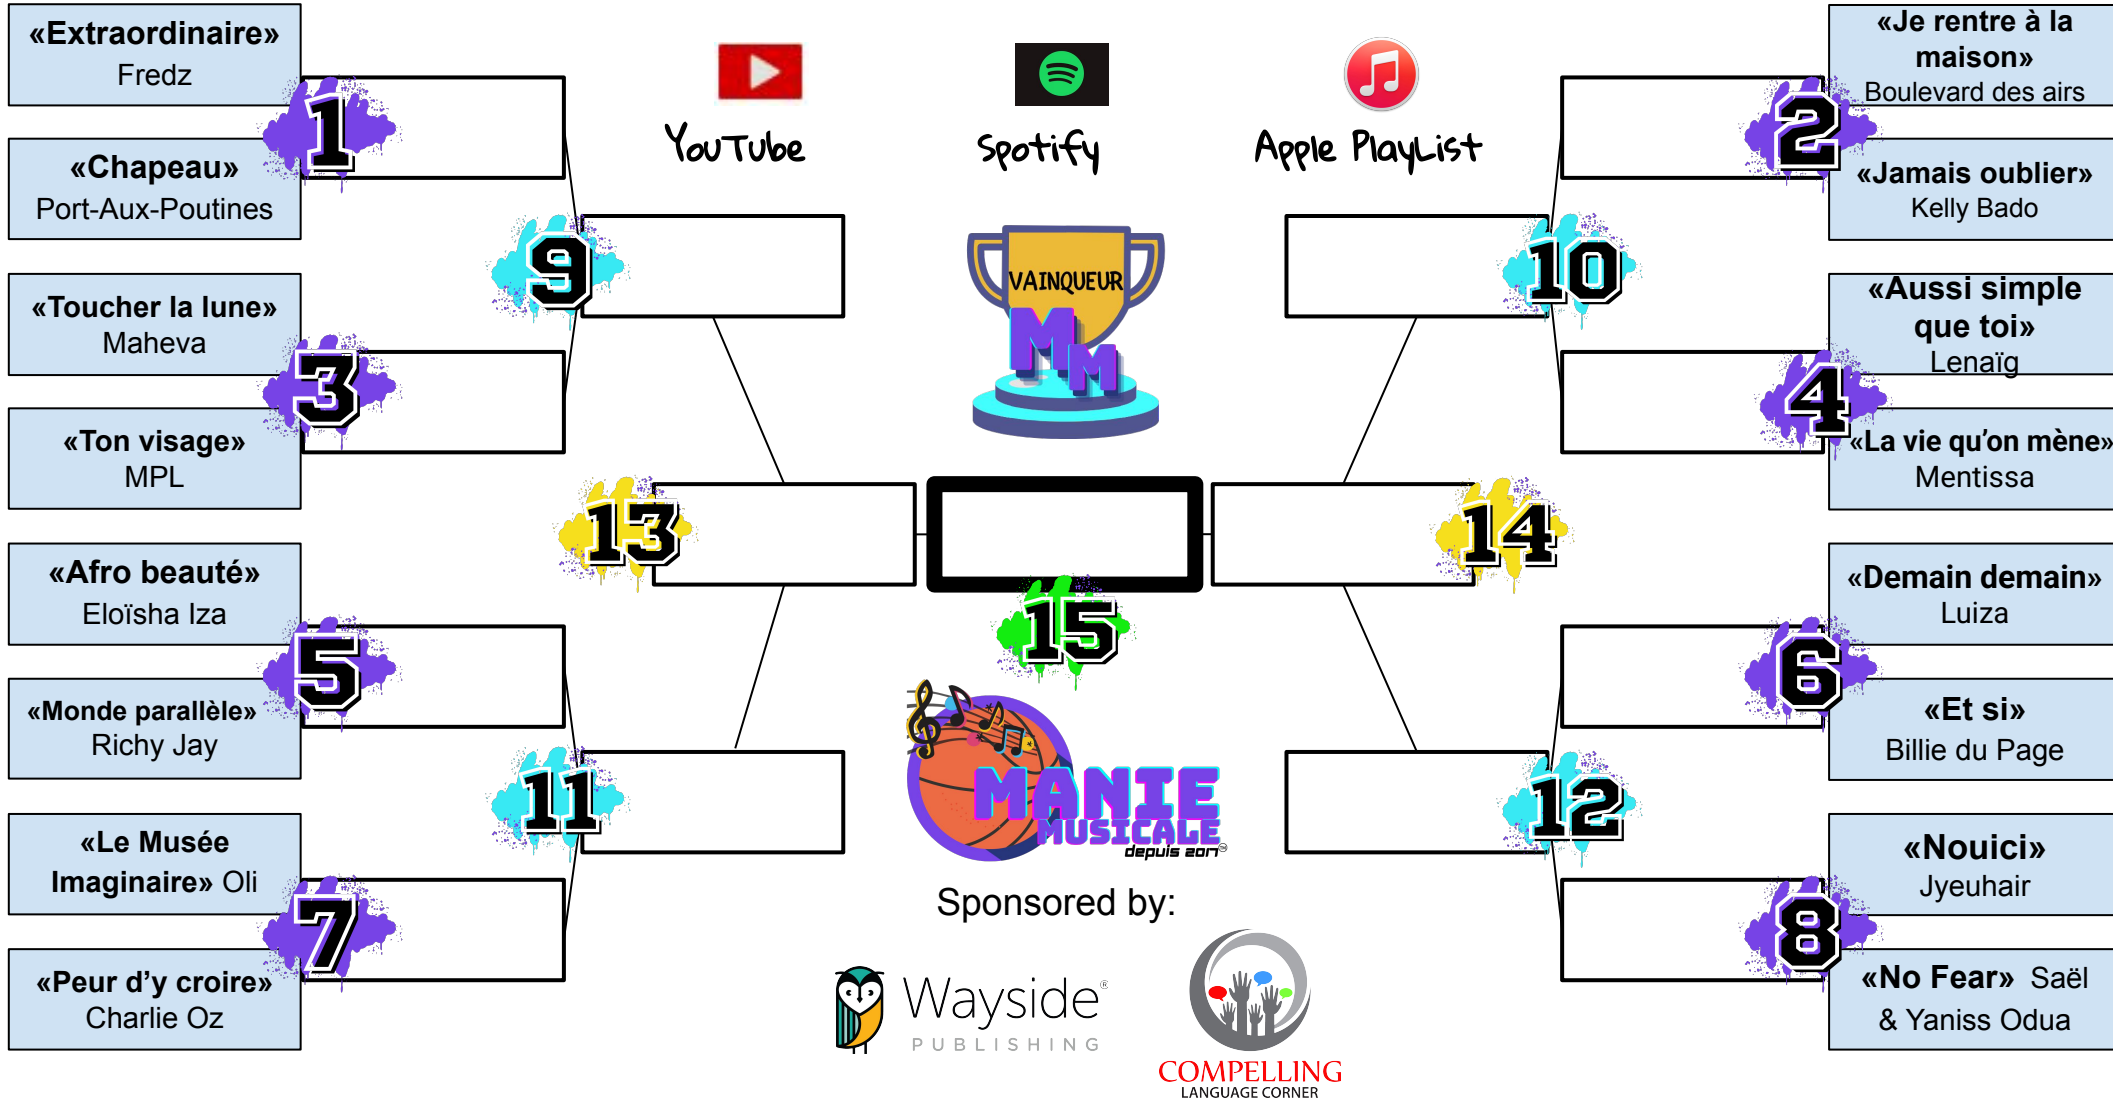 «Extraordinaire»
Fredz
1
«Chapeau»
Port-Aux-Poutines
9
«Toucher la lune»
Maheva
3
«Ton visage»
MPL
13
«Afro beauté»
Eloïsha Iza
5
«Monde parallèle»
Richy Jay
11
«Le Musée
Imaginaire» Oli
7
«Peur d’y croire»
Charlie Oz
YouTube
Spotify
Apple PlayList
VAINQUEUR
MM
15
MANIE
MUSICALE
depuis 2017
Sponsored by:
Wayside®
PUBLISHING
COMPELLING
LANGUAGE CORNER
«Je rentre à la
maison»
Boulevard des airs
2
«Jamais oublier»
Kelly Bado
10
«Aussi simple
que toi»
Lenaïg
4
«La vie qu’on mène»
Mentissa
14
«Demain demain»
Luiza
6
«Et si»
Billie du Page
12
«Nouici»
Jyeuhair
8
«No Fear» Saël
& Yaniss Odua